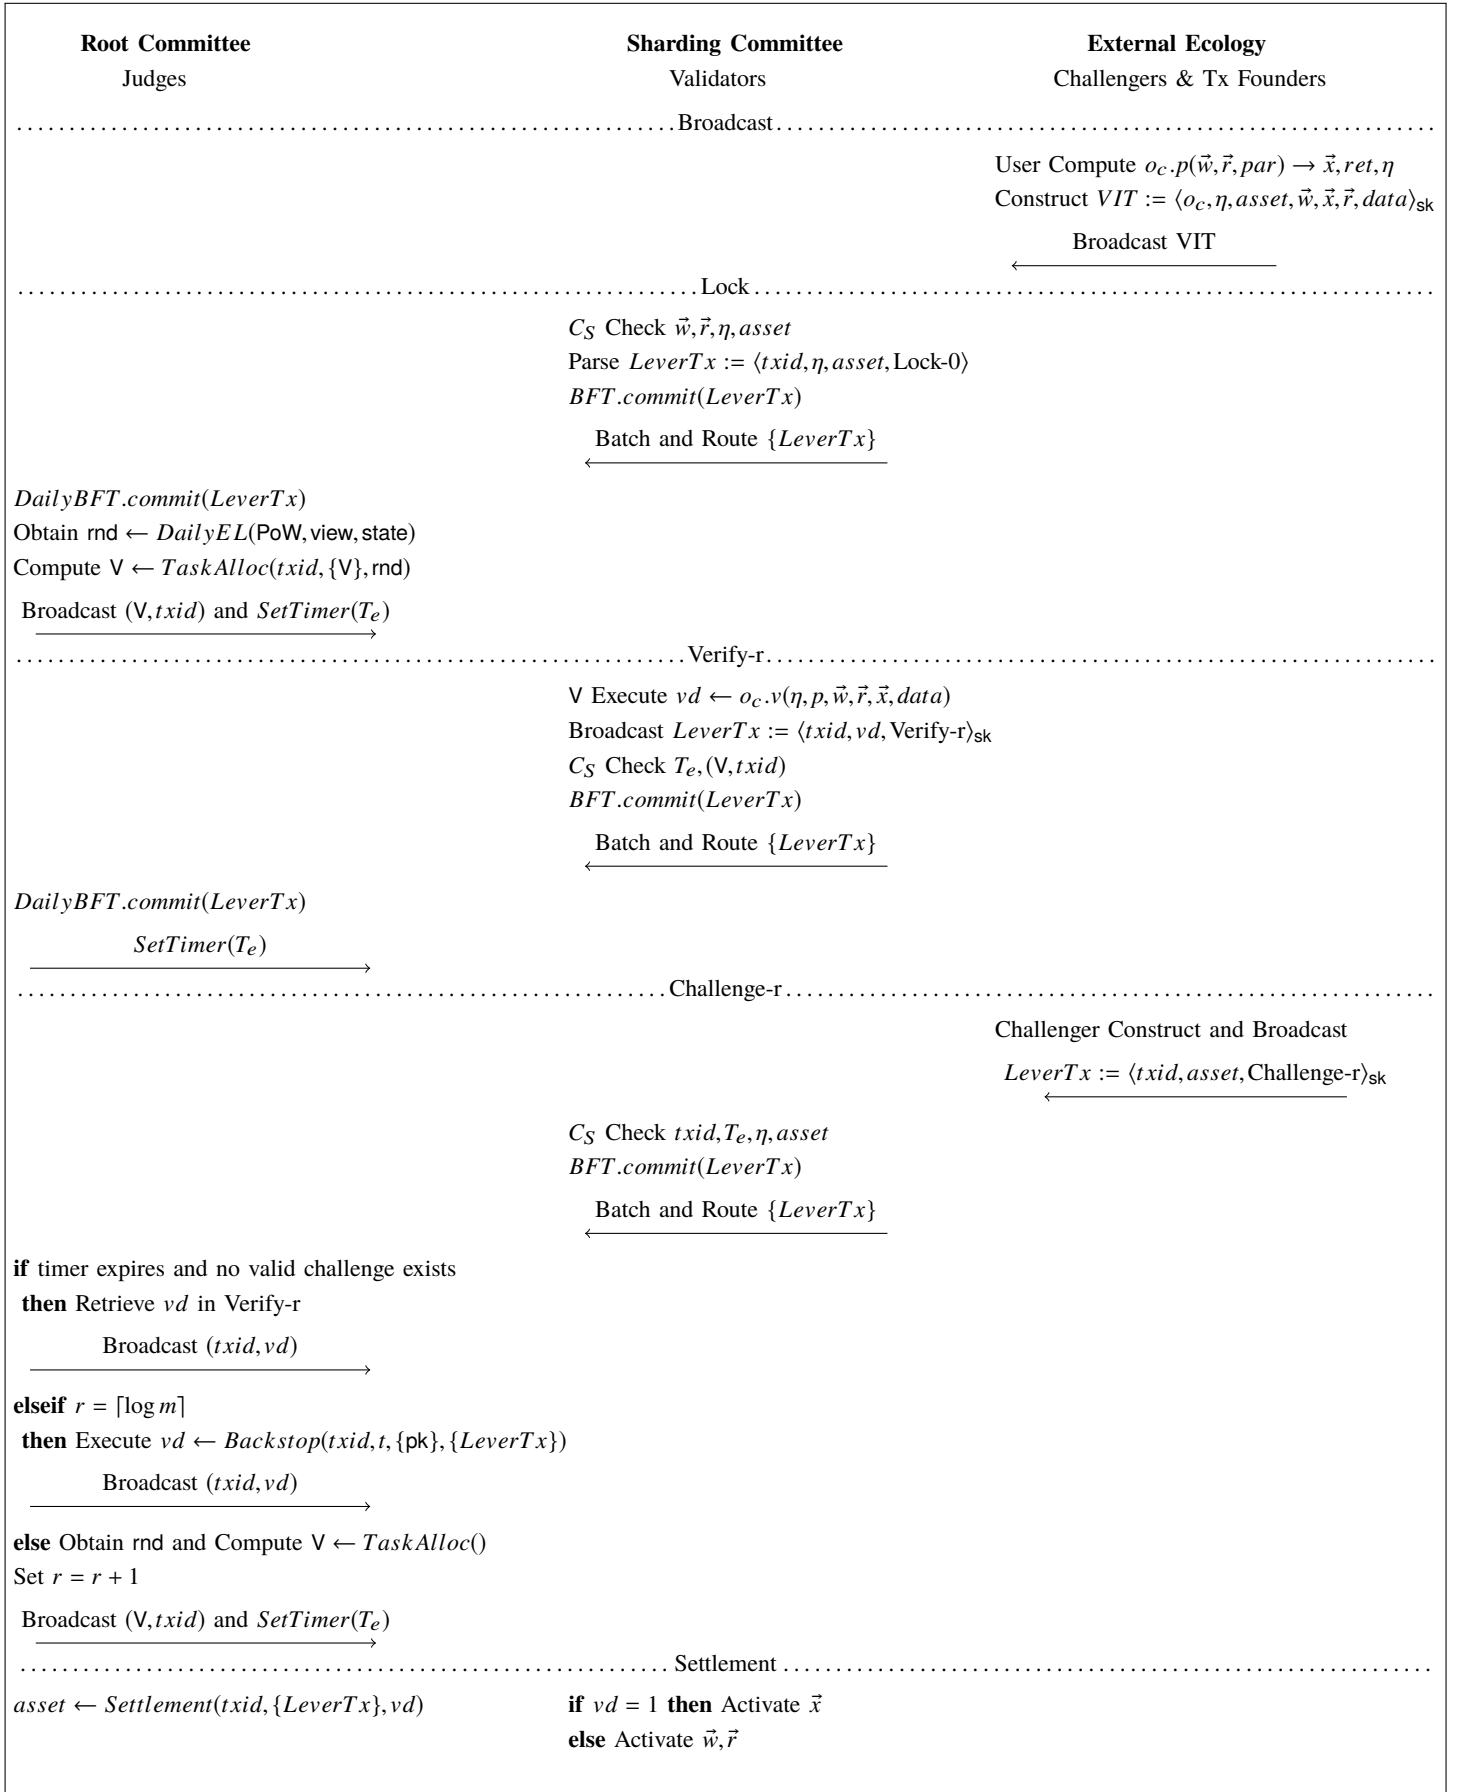 Root Committee Sharding Committee External Ecology
Judges Validators Challengers & Tx Founders
Broadcast
User Compute o_c.p(w⃗,r⃗,par) → x⃗,ret,η
Construct VIT := ⟨o_c,η,asset,w⃗,x⃗,r⃗,data⟩_sk
Broadcast VIT
Lock
C_S Check w⃗,r⃗,η,asset
Parse LeverTx := ⟨txid,η,asset,Lock-0⟩
BFT.commit(LeverTx)
Batch and Route {LeverTx}
DailyBFT.commit(LeverTx)
Obtain rnd ← DailyEL(PoW,view,state)
Compute V ← TaskAlloc(txid,{V},rnd)
Broadcast (V,txid) and SetTimer(T_e)
Verify-r
V Execute vd ← o_c.v(η,p,w⃗,r⃗,x⃗,data)
Broadcast LeverTx := ⟨txid,vd,Verify-r⟩_sk
C_S Check T_e,(V,txid)
BFT.commit(LeverTx)
Batch and Route {LeverTx}
DailyBFT.commit(LeverTx)
SetTimer(T_e)
Challenge-r
Challenger Construct and Broadcast
LeverTx := ⟨txid,asset,Challenge-r⟩_sk
C_S Check txid,T_e,η,asset
BFT.commit(LeverTx)
Batch and Route {LeverTx}
if timer expires and no valid challenge exists
then Retrieve vd in Verify-r
Broadcast (txid,vd)
elseif r = ⌈log m⌉
then Execute vd ← Backstop(txid,t,{pk},{LeverTx})
Broadcast (txid,vd)
else Obtain rnd and Compute V ← TaskAlloc()
Set r = r + 1
Broadcast (V,txid) and SetTimer(T_e)
Settlement
asset ← Settlement(txid,{LeverTx},vd) if vd = 1 then Activate x⃗
else Activate w⃗,r⃗